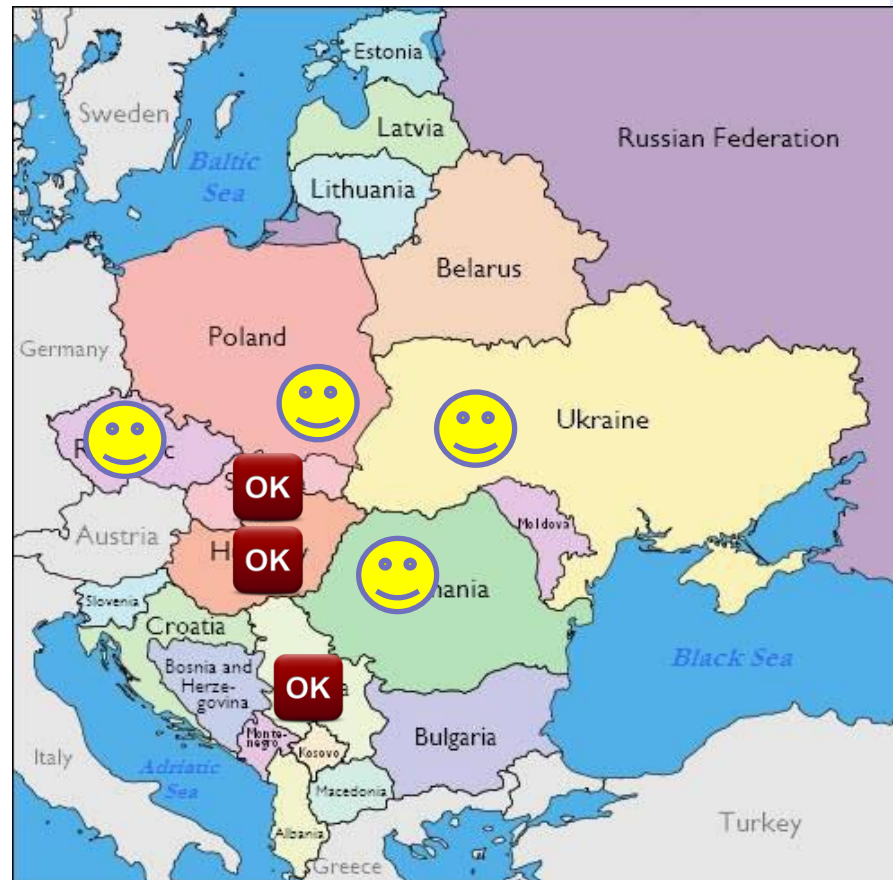 Estonia
Sweden
Latvia
Russian Federation
Baltic
Sea
Lithuania
Belarus
Poland
Germany
Ukraine
OK
Austria
Moldova
OK
Slovenia
Croatia
Bosnia and
Herze-
govina
OK
Black Sea
Monte-
negro
Kosovo
Bulgaria
Italy
Adriatic
Sea
Macedonia
Albania
Turkey
Greece